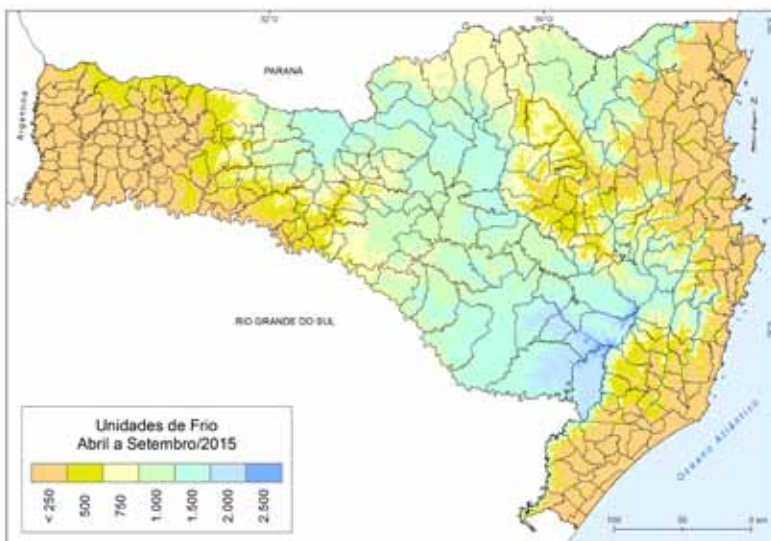 PARANÁ
Argentina
N
RIO GRANDE DO SUL
Oceano Atlântico
Unidades de Frio
Abril a Setembro/2015
< 250
500
750
1.000
1.500
2.000
2.500
100
50
0 km